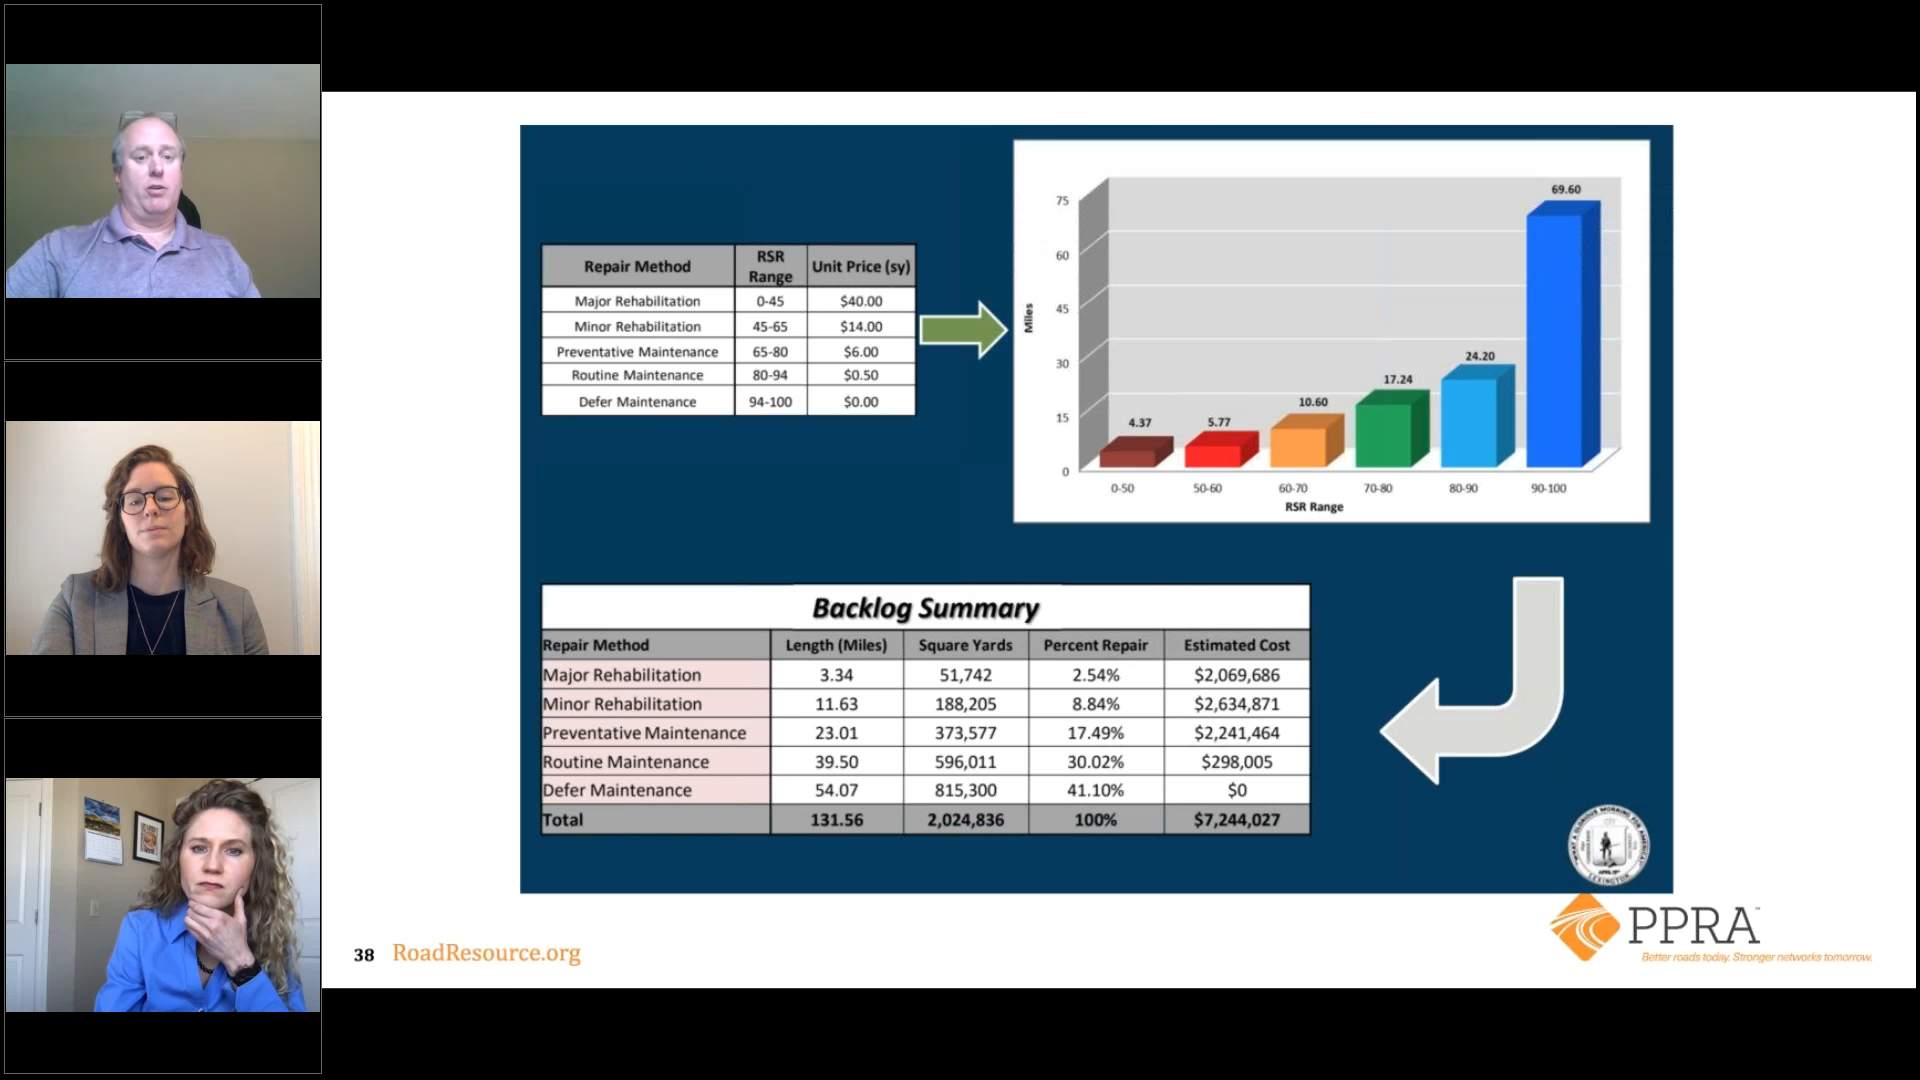 Repair Method RSR Range Unit Price (sy)
Major Rehabilitation 0-45 $40.00
Minor Rehabilitation 45-65 $14.00
Preventative Maintenance 65-80 $6.00
Routine Maintenance 80-94 $0.50
Defer Maintenance 94-100 $0.00
Miles
75
60
45
30
15
0
4.37
5.77
10.60
17.24
24.20
69.60
0-50 50-60 60-70 70-80 80-90 90-100
RSR Range
Backlog Summary
Repair Method Length (Miles) Square Yards Percent Repair Estimated Cost
Major Rehabilitation 3.34 51,742 2.54% $2,069,686
Minor Rehabilitation 11.63 188,205 8.84% $2,634,871
Preventative Maintenance 23.01 373,577 17.49% $2,241,464
Routine Maintenance 39.50 596,011 30.02% $298,005
Defer Maintenance 54.07 815,300 41.10% $0
Total 131.56 2,024,836 100% $7,244,027
"WHAT A GLORIOUS MORNING FOR AMERICA"
LEXINGTON
38 RoadResource.org
PPRA
Better roads today. Stronger networks tomorrow.